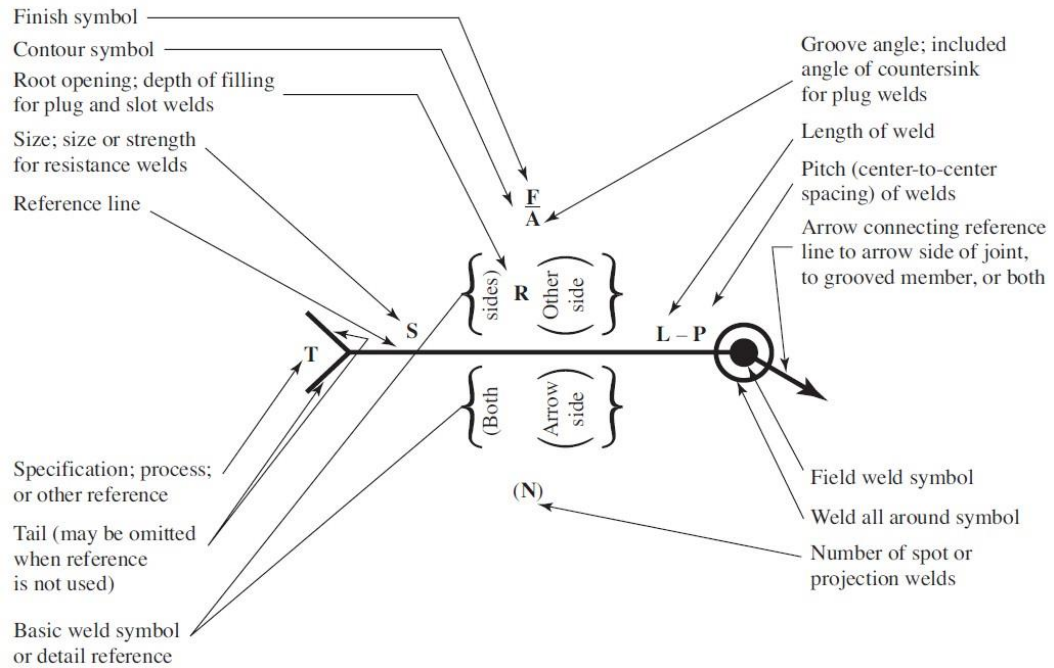 Finish symbol
Contour symbol
Root opening; depth of filling
for plug and slot welds
Size; size or strength
for resistance welds
Reference line
Groove angle; included
angle of countersink
for plug welds
Length of weld
Pitch (center-to-center
spacing) of welds
Arrow connecting reference
line to arrow side of joint,
to grooved member, or both
F
A
R
sides)
(Other
side)
S
L – P
T
(Both
(Arrow
side)
(N)
Specification; process;
or other reference
Tail (may be omitted
when reference
is not used)
Basic weld symbol
or detail reference
Field weld symbol
Weld all around symbol
Number of spot or
projection welds